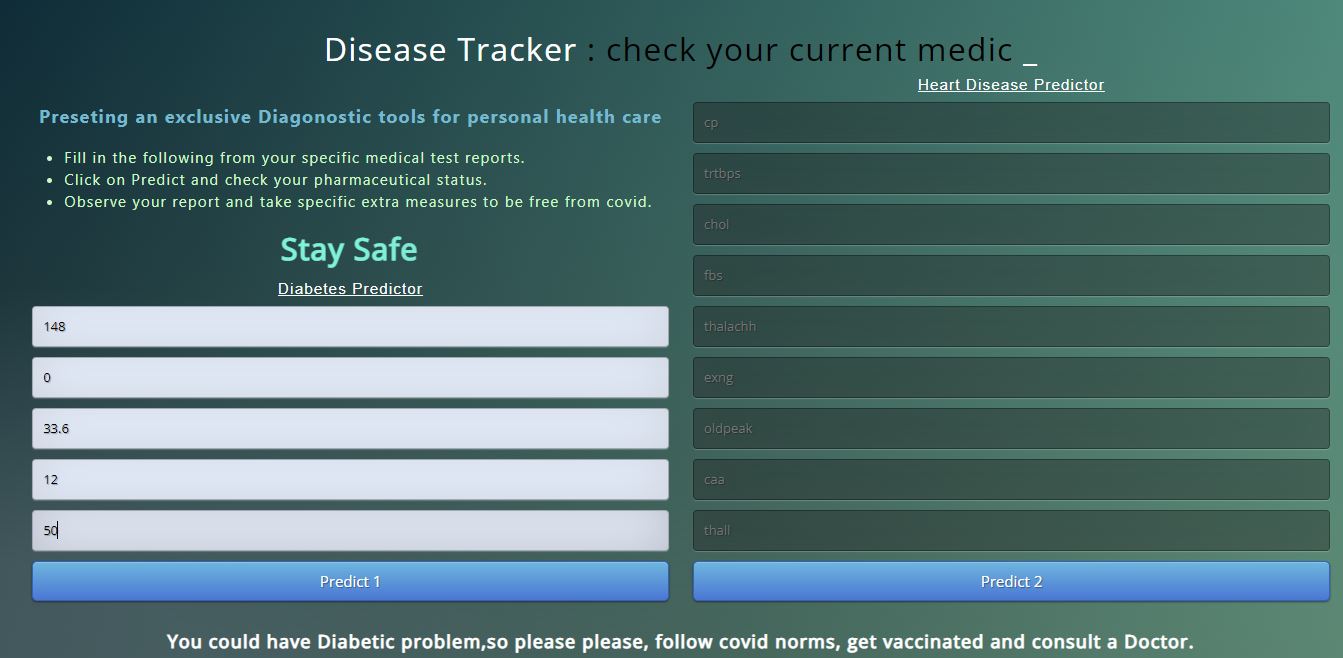 Disease Tracker : check your current medic _
Preseting an exclusive Diagonostic tools for personal health care
Fill in the following from your specific medical test reports.
Click on Predict and check your pharmaceutical status.
Observe your report and take specific extra measures to be free from covid.
Stay Safe
Diabetes Predictor
148
0
33.6
12
50
Predict 1
Heart Disease Predictor
cp
trtbps
chol
fbs
thalachh
exng
oldpeak
caa
thall
Predict 2
You could have Diabetic problem,so please please, follow covid norms, get vaccinated and consult a Doctor.